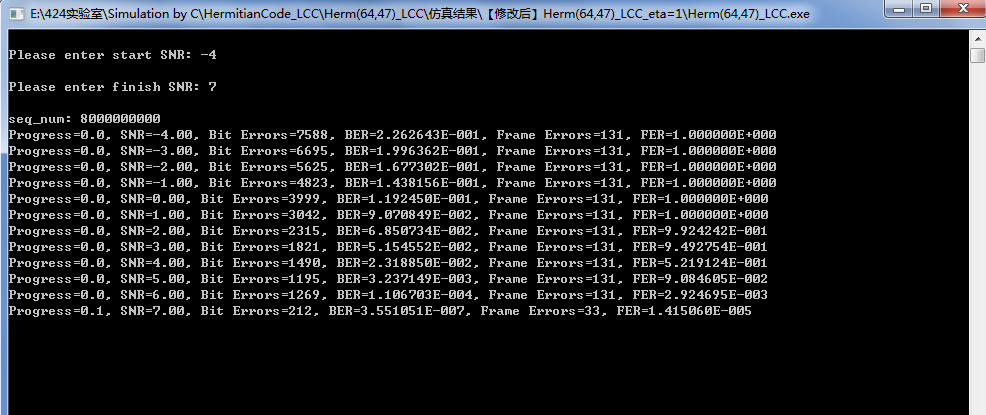 E:\424实验室\Simulation by C\HermitianCode_LCC\Herm(64,47)_LCC\仿真结果\【修改后】Herm(64,47)_LCC_eta=1\Herm(64,47)_LCC.exe
Please enter start SNR: -4
Please enter finish SNR: 7
seq_num: 8000000000
Progress=0.0, SNR=-4.00, Bit Errors=7588, BER=2.262643E-001, Frame Errors=131, FER=1.000000E+000
Progress=0.0, SNR=-3.00, Bit Errors=6695, BER=1.996362E-001, Frame Errors=131, FER=1.000000E+000
Progress=0.0, SNR=-2.00, Bit Errors=5625, BER=1.677302E-001, Frame Errors=131, FER=1.000000E+000
Progress=0.0, SNR=-1.00, Bit Errors=4823, BER=1.438156E-001, Frame Errors=131, FER=1.000000E+000
Progress=0.0, SNR=0.00, Bit Errors=3999, BER=1.192450E-001, Frame Errors=131, FER=1.000000E+000
Progress=0.0, SNR=1.00, Bit Errors=3042, BER=9.070849E-002, Frame Errors=131, FER=1.000000E+000
Progress=0.0, SNR=2.00, Bit Errors=2315, BER=6.850734E-002, Frame Errors=131, FER=9.924242E-001
Progress=0.0, SNR=3.00, Bit Errors=1821, BER=5.154552E-002, Frame Errors=131, FER=9.492754E-001
Progress=0.0, SNR=4.00, Bit Errors=1490, BER=2.318850E-002, Frame Errors=131, FER=5.219124E-001
Progress=0.0, SNR=5.00, Bit Errors=1195, BER=3.237149E-003, Frame Errors=131, FER=9.084605E-002
Progress=0.0, SNR=6.00, Bit Errors=1269, BER=1.106703E-004, Frame Errors=131, FER=2.924695E-003
Progress=0.1, SNR=7.00, Bit Errors=212, BER=3.551051E-007, Frame Errors=33, FER=1.415060E-005